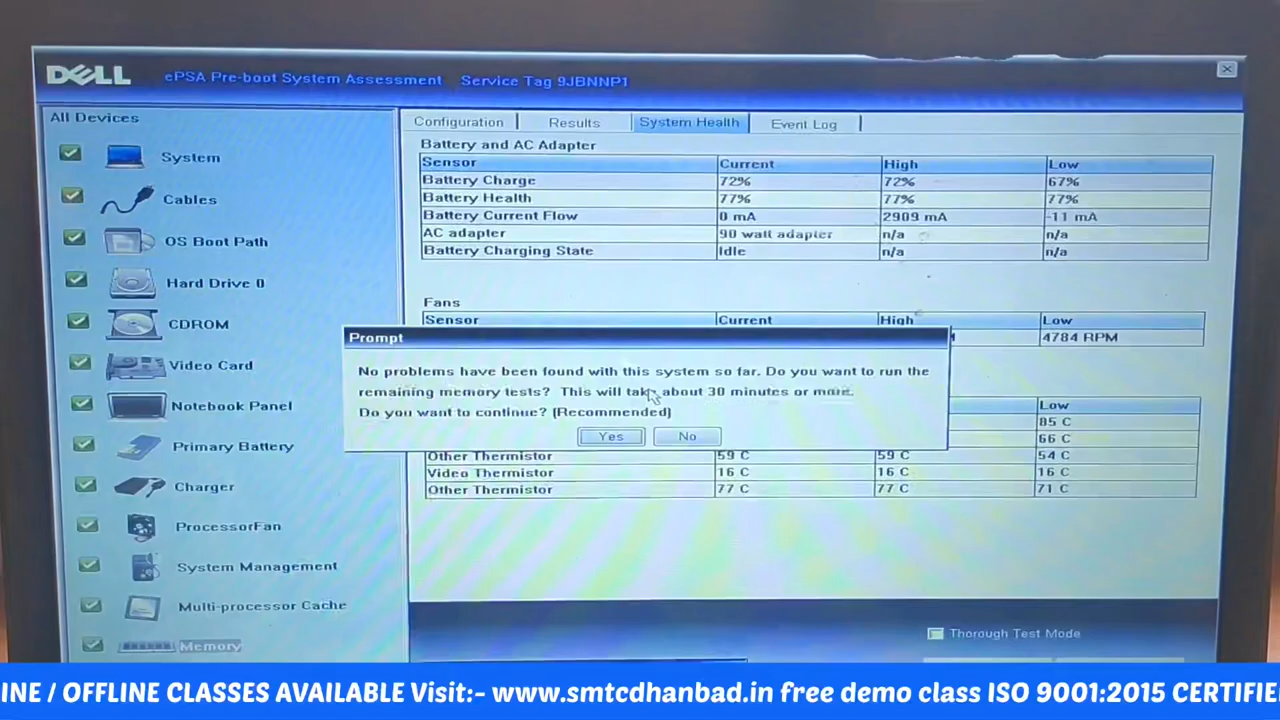 DELL ePSA Pre-boot System Assessment Service Tag 9JBNNP1
All Devices
System
Cables
OS Boot Path
Hard Drive 0
CDROM
Video Card
Notebook Panel
Primary Battery
Charger
ProcessorFan
System Management
Multi-processor Cache
Memory
Configuration Results System Health Event Log
Battery and AC Adapter
Sensor Current High Low
Battery Charge 72% 72% 67%
Battery Health 77% 77% 77%
Battery Current Flow 0 mA 2909 mA -11 mA
AC adapter 90 watt adapter n/a n/a
Battery Charging State Idle n/a n/a
Fans
Sensor Current High Low
4784 RPM
Prompt
No problems have been found with this system so far. Do you want to run the
remaining memory tests? This will take about 30 minutes or more.
Do you want to continue? (Recommended)
Yes No
Low
85 C
66 C
Other Thermistor 59 C 59 C 54 C
Video Thermistor 16 C 16 C 16 C
Other Thermistor 77 C 77 C 71 C
Thorough Test Mode
INE / OFFLINE CLASSES AVAILABLE Visit:- www.smtcdhanbad.in free demo class ISO 9001:2015 CERTIFIE